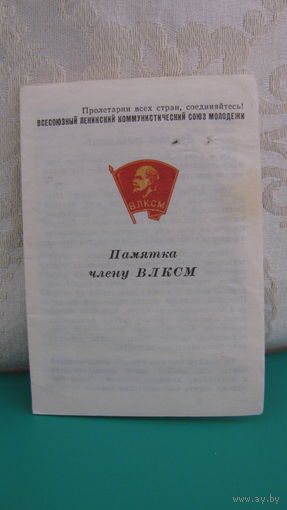 Пролетарии всех стран, соединяйтесь!
ВСЕСОЮЗНЫЙ ЛЕНИНСКИЙ КОММУНИСТИЧЕСКИЙ СОЮЗ МОЛОДЕЖИ
ВЛКСМ
Памятка
члену ВЛКСМ
www.ay.by